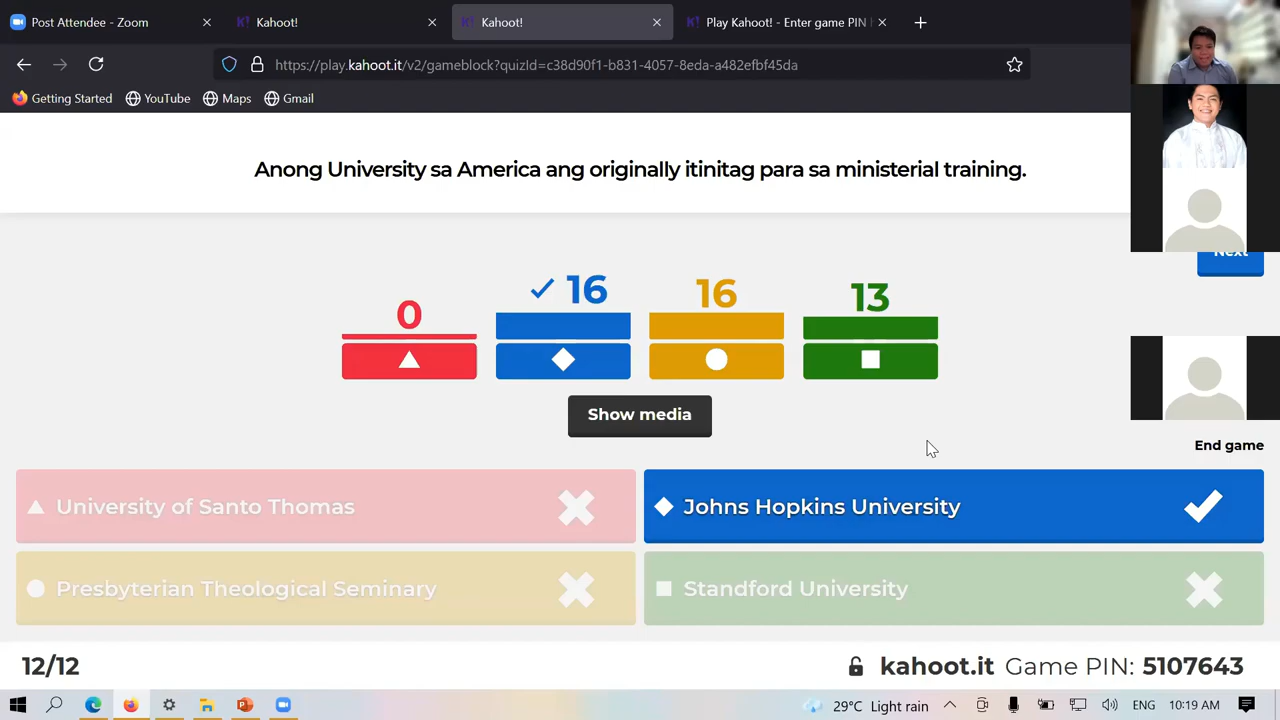 Post Attendee - Zoom
Kahoot!
Kahoot!
Play Kahoot! - Enter game PIN
https://play.kahoot.it/v2/gameblock?quizId=c38d90f1-b831-4057-8eda-a482efbf45da
Getting Started
YouTube
Maps
Gmail
Anong University sa America ang originally itinitag para sa ministerial training.
Next
0
16
16
13
Show media
End game
University of Santo Thomas
Johns Hopkins University
Presbyterian Theological Seminary
Standford University
12/12
kahoot.it Game PIN: 5107643
29°C Light rain
ENG
10:19 AM